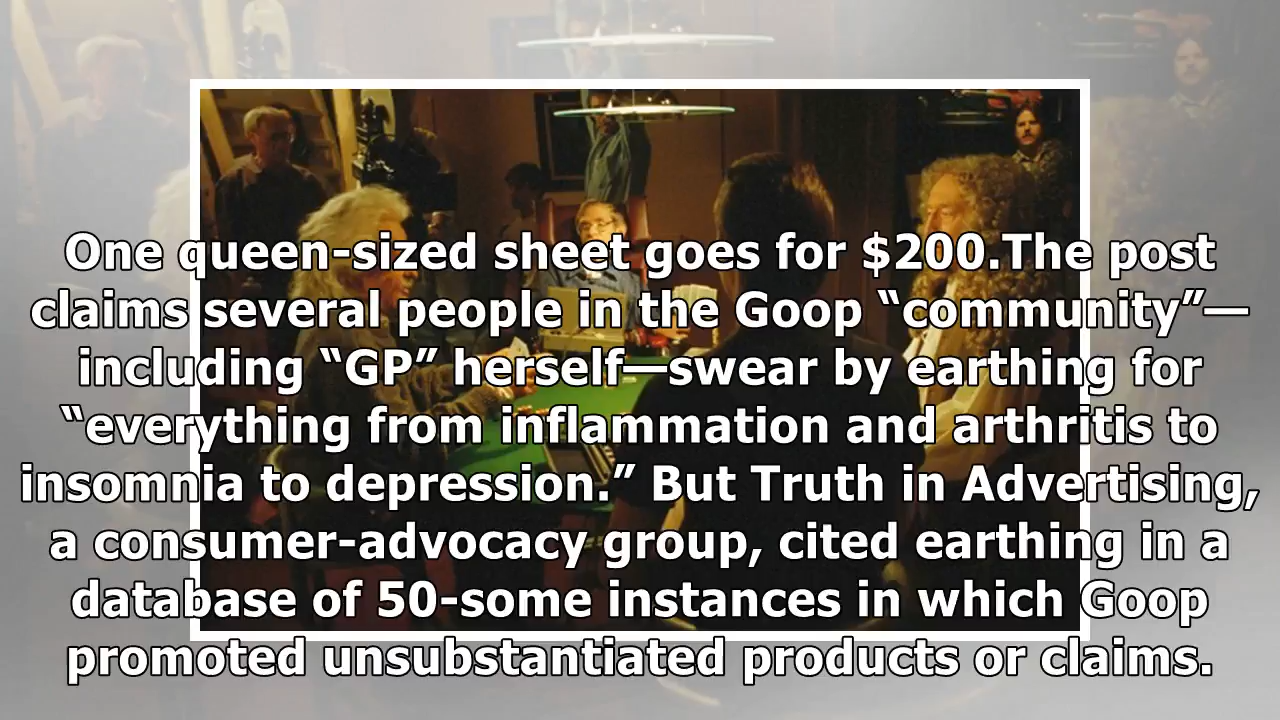 One queen-sized sheet goes for $200.The post
claims several people in the Goop “community”—
including “GP” herself—swear by earthing for
“everything from inflammation and arthritis to
insomnia to depression.” But Truth in Advertising,
a consumer-advocacy group, cited earthing in a
database of 50-some instances in which Goop
promoted unsubstantiated products or claims.